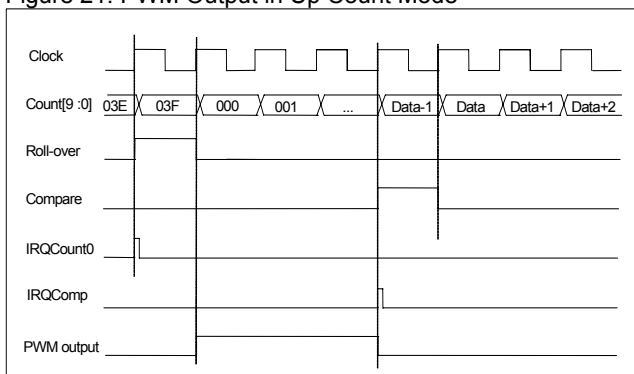 Figure 21. PWM Output in Up Count Mode
Clock
Count[9 :0] 03E 03F 000 001 ... Data-1 Data Data+1 Data+2
Roll-over
Compare
IRQCount0
IRQComp
PWM output